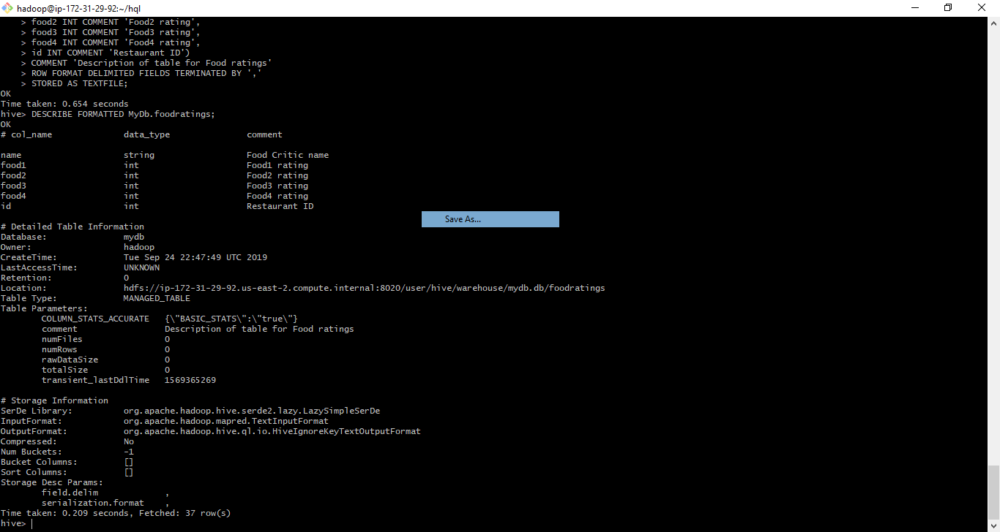 hadoop@ip-172-31-29-92:~/hql
> food2 INT COMMENT 'Food2 rating',
> food3 INT COMMENT 'Food3 rating',
> food4 INT COMMENT 'Food4 rating',
> id INT COMMENT 'Restaurant ID')
> COMMENT 'Description of table for Food ratings'
> ROW FORMAT DELIMITED FIELDS TERMINATED BY ','
> STORED AS TEXTFILE;
OK
Time taken: 0.654 seconds
hive> DESCRIBE FORMATTED MyDb.foodratings;
OK
# col_name data_type comment
name string Food Critic name
food1 int Food1 rating
food2 int Food2 rating
food3 int Food3 rating
food4 int Food4 rating
id int Restaurant ID
Save As...
# Detailed Table Information
Database: mydb
Owner: hadoop
CreateTime: Tue Sep 24 22:47:49 UTC 2019
LastAccessTime: UNKNOWN
Retention: 0
Location: hdfs://ip-172-31-29-92.us-east-2.compute.internal:8020/user/hive/warehouse/mydb.db/foodratings
Table Type: MANAGED_TABLE
Table Parameters:
COLUMN_STATS_ACCURATE {\"BASIC_STATS\":\"true\"}
comment Description of table for Food ratings
numFiles 0
numRows 0
rawDataSize 0
totalSize 0
transient_lastDdlTime 1569365269
# Storage Information
SerDe Library: org.apache.hadoop.hive.serde2.lazy.LazySimpleSerDe
InputFormat: org.apache.hadoop.mapred.TextInputFormat
OutputFormat: org.apache.hadoop.hive.ql.io.HiveIgnoreKeyTextOutputFormat
Compressed: No
Num Buckets: -1
Bucket Columns: []
Sort Columns: []
Storage Desc Params:
field.delim ,
serialization.format ,
Time taken: 0.209 seconds, Fetched: 37 row(s)
hive>